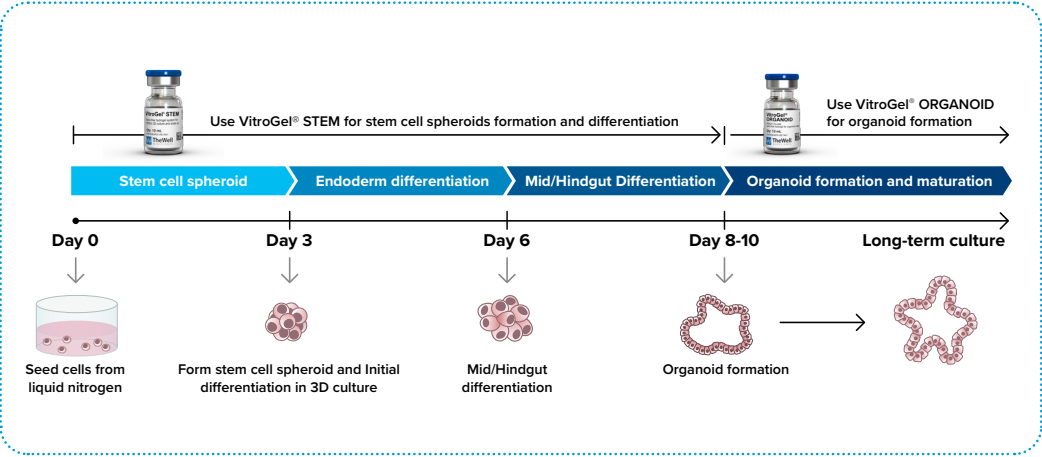 VitroGel® STEM
TheWell
Use VitroGel® STEM for stem cell spheroids formation and differentiation
VitroGel®
ORGANOID
TheWell
Use VitroGel® ORGANOID
for organoid formation
Stem cell spheroid
Endoderm differentiation
Mid/Hindgut Differentiation
Organoid formation and maturation
Day 0
Day 3
Day 6
Day 8-10
Long-term culture
Seed cells from
liquid nitrogen
Form stem cell spheroid and Initial
differentiation in 3D culture
Mid/Hindgut
differentiation
Organoid formation